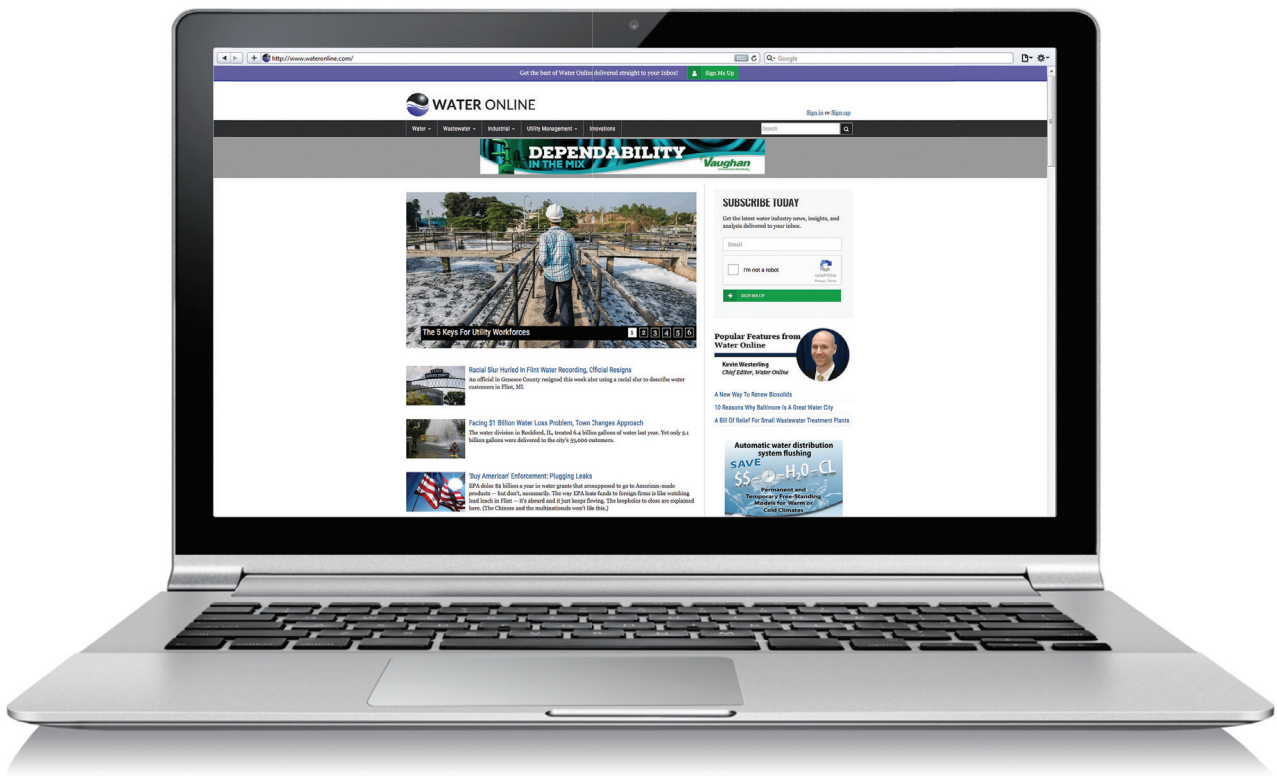 http://www.wateronline.com/
Google
Get the best of Water Online delivered straight to your Inbox!
Sign Me Up
WATER ONLINE
Sign in or Sign up
Water
Wastewater
Industrial
Utility Management
Innovations
Search
DEPENDABILITY
IN THE MIX
Vaughan
The 5 Keys For Utility Workforces
1 2 3 4 5 6
Racial Slur Hurled In Flint Water Recording, Official Resigns
An official in Genesee County resigned this week ater using a racial slur to describe water
customers in Flint, MI.
Facing $1 Billion Water Loss Problem, Town Changes Approach
The water division in Rockford, IL, treated 6.4 billion gallons of water last year. Yet only 5.1
billion gallons were delivered to the city's 55,000 customers.
'Buy American' Enforcement: Plugging Leaks
EPA doles $2 billion a year in water grants that aresupposed to go to American-made
products — but don't, necessarily. The way EPA leaks funds to foreign firms is like watching
lead leach in Flint — it's absurd and it just keeps flowing. The loopholes to close are explained
here. (The Chinese and the multinationals won't like this.)
SUBSCRIBE TODAY
Get the latest water industry news, insights, and
analysis delivered to your inbox.
Email
I'm not a robot
reCAPTCHA
Privacy - Terms
SIGN ME UP
Popular Features from
Water Online
Kevin Westerling
Chief Editor, Water Online
A New Way To Renew Biosolids
10 Reasons Why Baltimore Is A Great Water City
A Bill Of Relief For Small Wastewater Treatment Plants
Automatic water distribution
system flushing
SAVE
$$
H₂O-CL
Permanent and
Temporary Free-Standing
Models for Warm or
Cold Climates